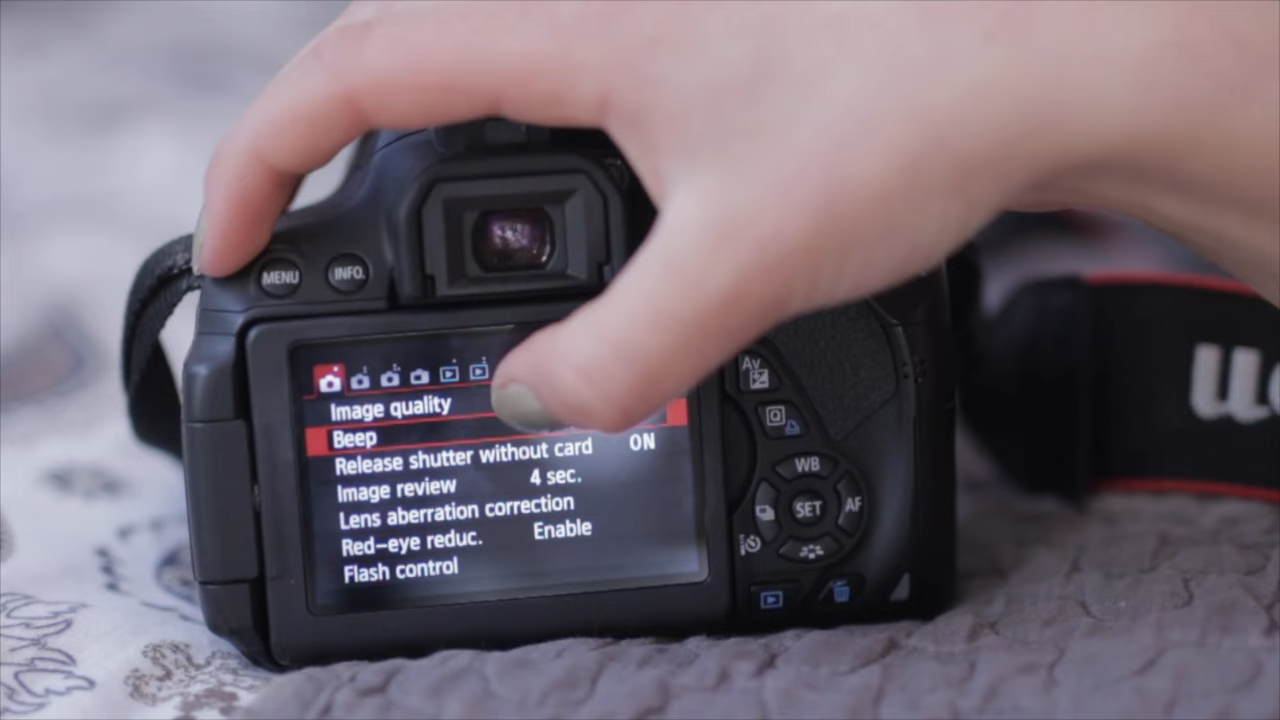 MENU INFO.
Image quality
Beep
Release shutter without card ON
Image review 4 sec.
Lens aberration correction
Red-eye reduc. Enable
Flash control
Av
Q
WB
SET
AF